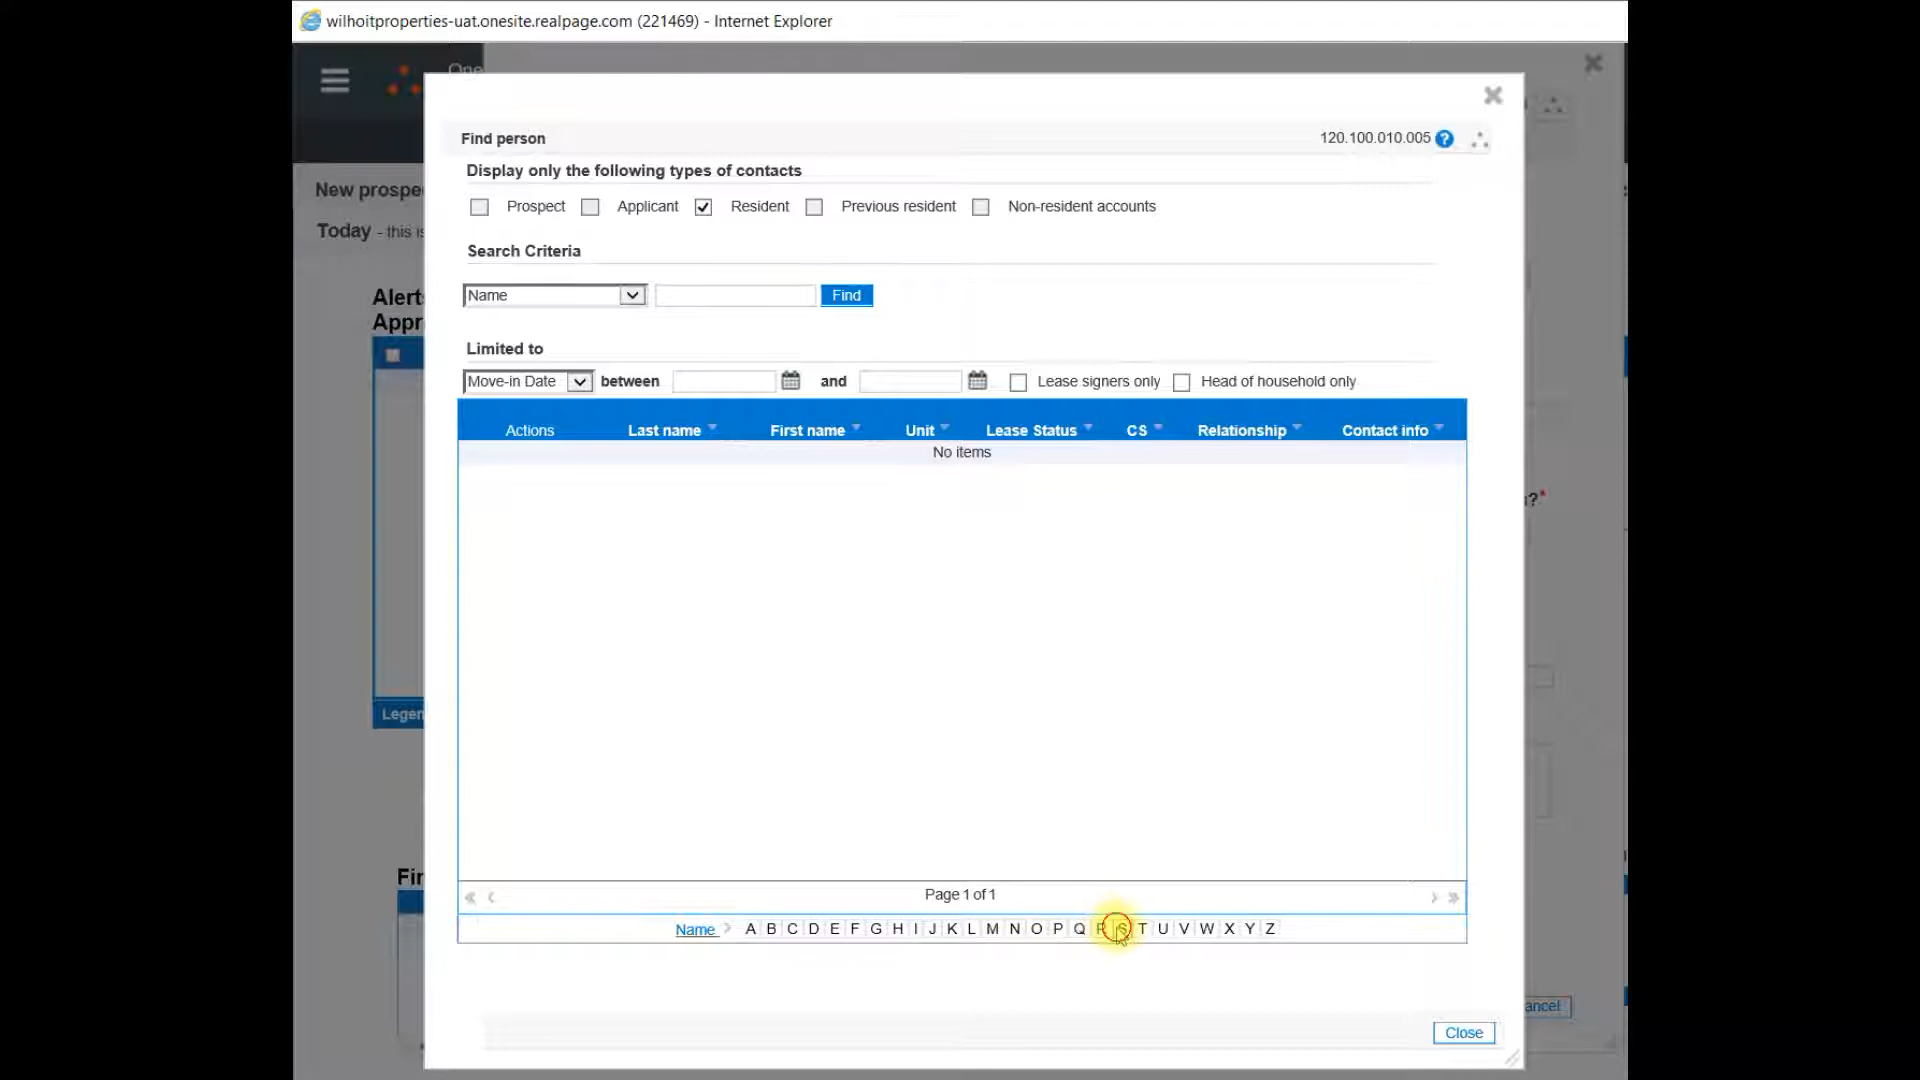 wilhoitproperties-uat.onesite.realpage.com (221469) - Internet Explorer
One
Find person
120.100.010.005 ?
Display only the following types of contacts
New prospe
Prospect Applicant Resident Previous resident Non-resident accounts
Today - this is
Search Criteria
Name Find
Alert
Appr
Limited to
Move-in Date between and Lease signers only Head of household only
Actions Last name First name Unit Lease Status CS Relationship Contact info
No items
?*
Legen
Fir
Page 1 of 1
Name A B C D E F G H I J K L M N O P Q R S T U V W X Y Z
ancel
Close